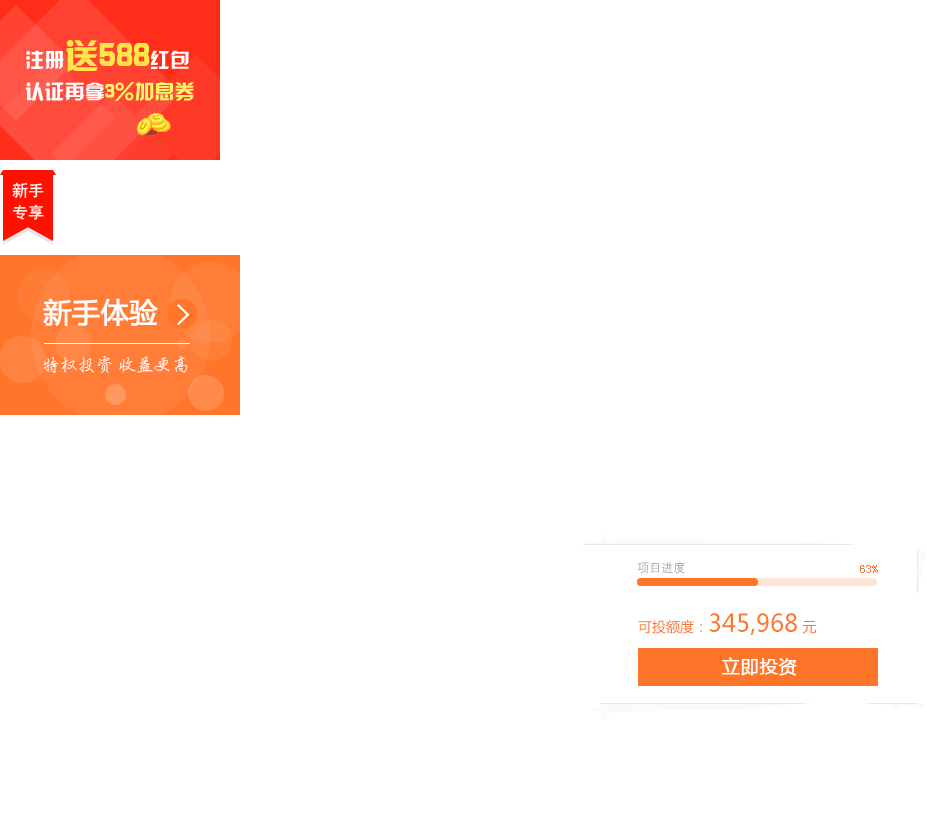 注册送588红包
认证再拿3%加息券
新手
专享
新手体验
特权投资 收益更高
项目进度 63%
可投额度：345,968 元
立即投资